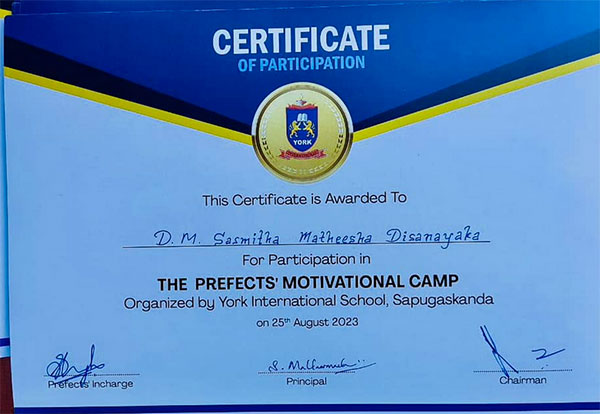 CERTIFICATE
OF PARTICIPATION
YORK
This Certificate is Awarded To
D. M. Sasmitha Matheesha Disanayaka
For Participation in
THE PREFECTS' MOTIVATIONAL CAMP
Organized by York International School, Sapugaskanda
on 25th August 2023
Prefects' Incharge
Principal
Chairman